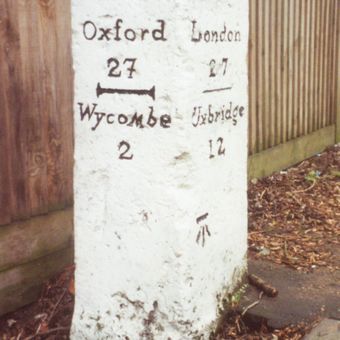 Oxford
27
Wycombe
2
London
27
Uxbridge
12